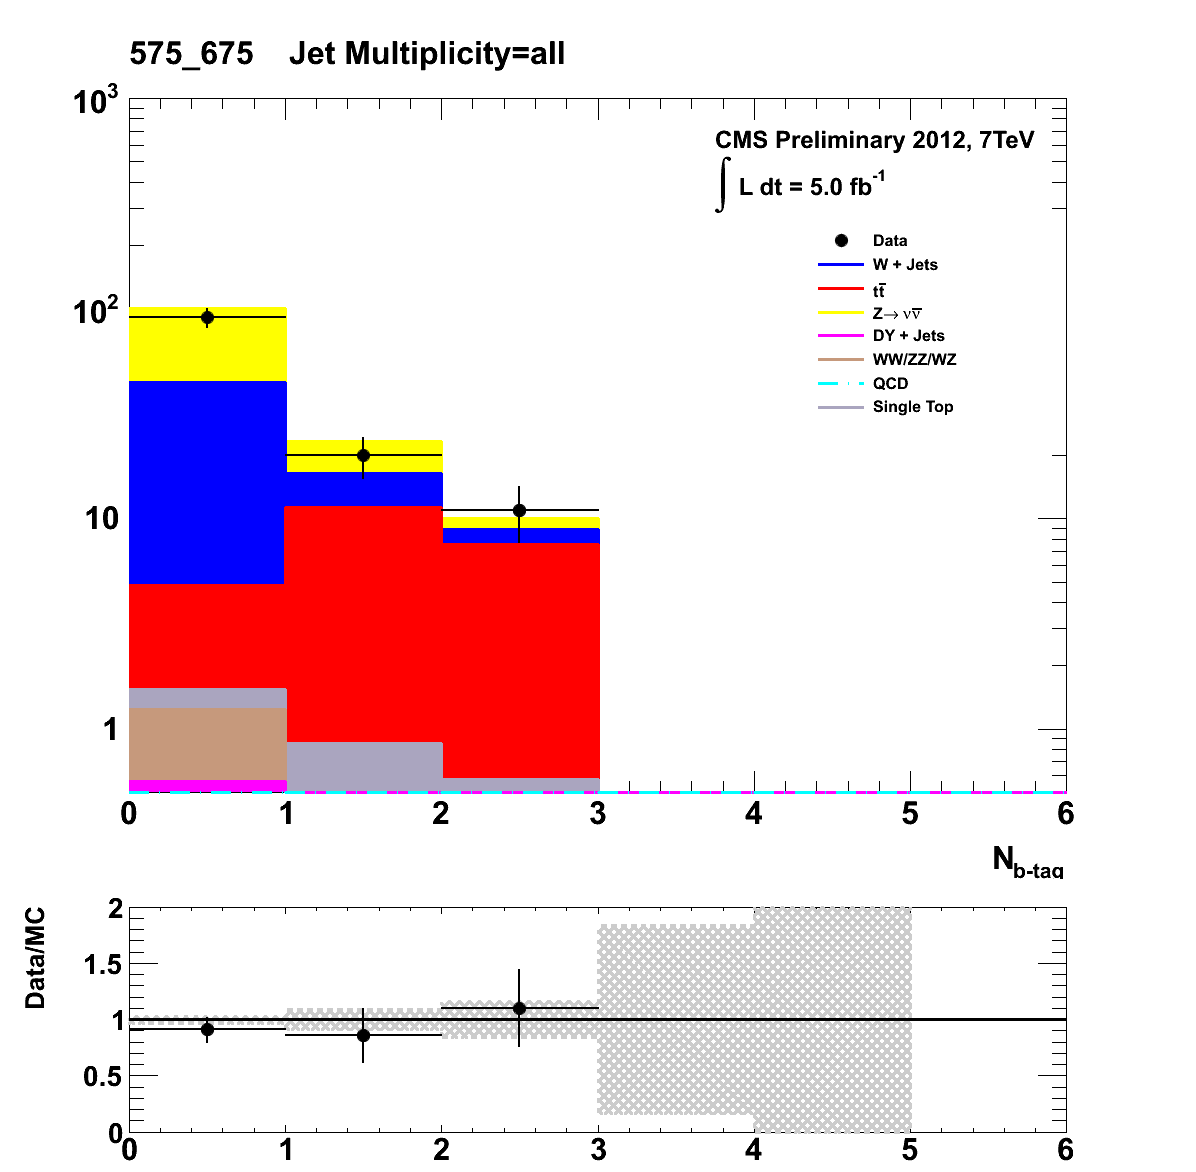 575_675 Jet Multiplicity=all
10³
CMS Preliminary 2012, 7TeV
∫ L dt = 5.0 fb⁻¹
Data
W + Jets
tt̅
Z→ νν̅
DY + Jets
WW/ZZ/WZ
QCD
Single Top
10²
10
1
0 1 2 3 4 5 6
N_b-tag
Data/MC
2
1.5
1
0.5
0
0 1 2 3 4 5 6